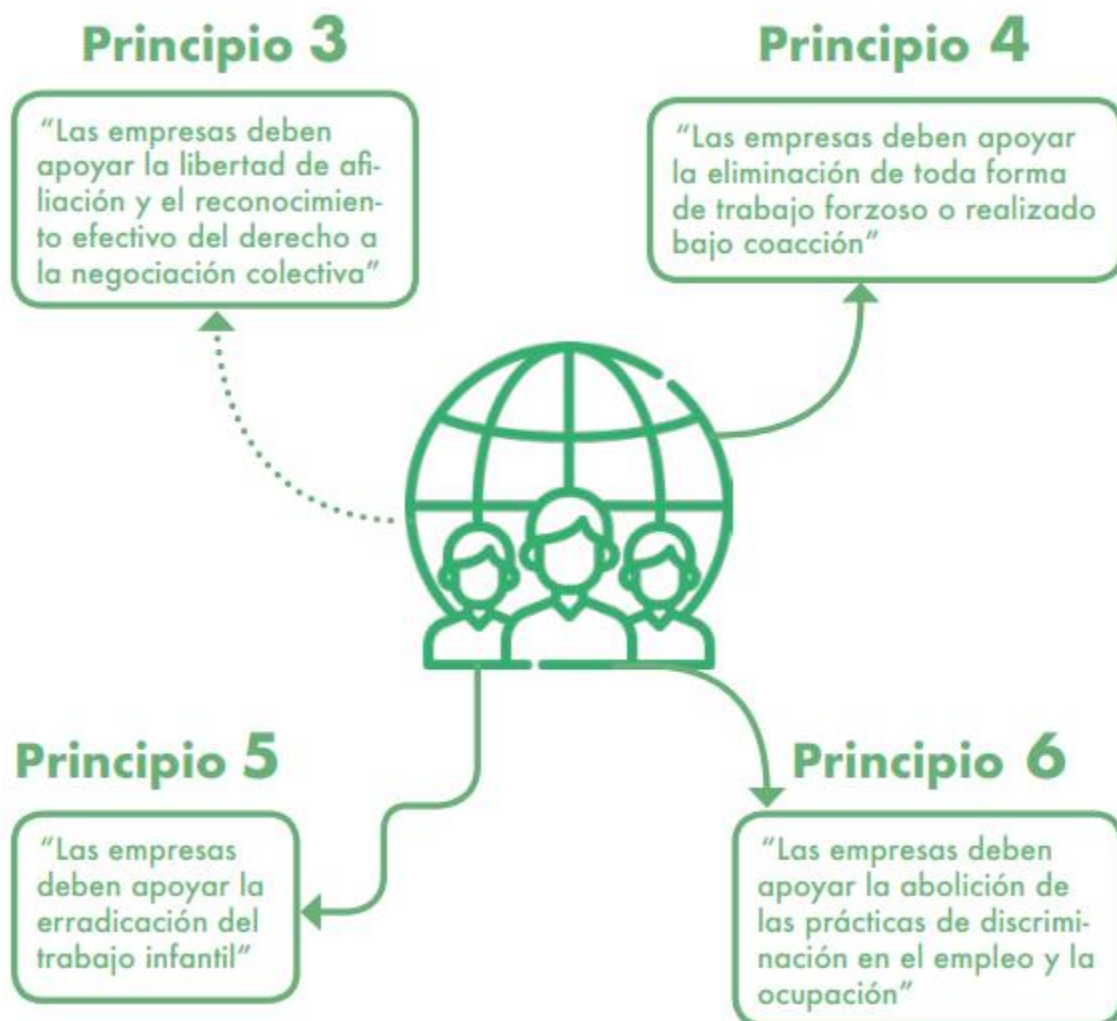 Principio 3
"Las empresas deben
apoyar la libertad de afi-
liación y el reconocimien-
to efectivo del derecho a
la negociación colectiva"
Principio 4
"Las empresas deben apoyar
la eliminación de toda forma
de trabajo forzoso o realizado
bajo coacción"
Principio 5
"Las empresas
deben apoyar la
erradicación del
trabajo infantil"
Principio 6
"Las empresas deben
apoyar la abolición de
las prácticas de discrimi-
nación en el empleo y la
ocupación"